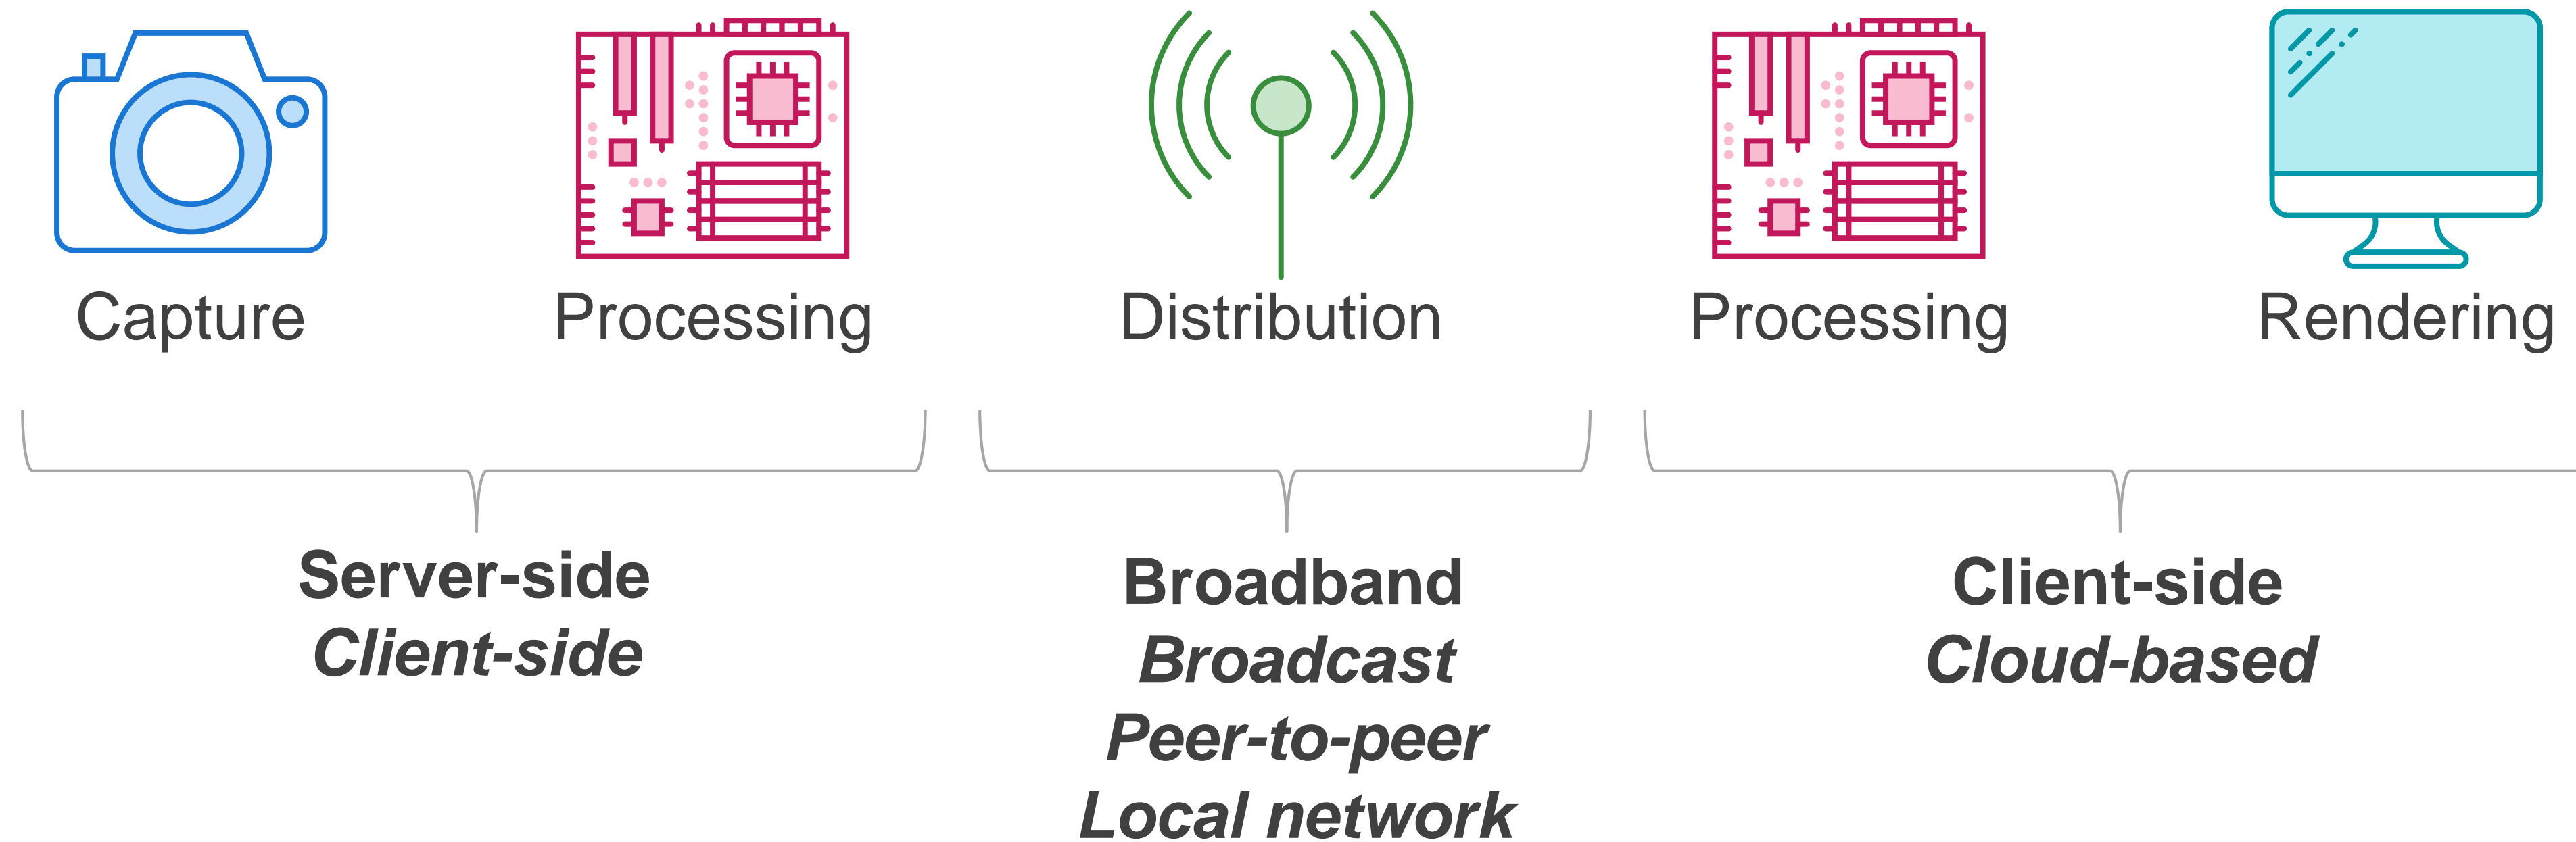 Capture
Processing
Distribution
Processing
Rendering
Server-side
Client-side
Broadband
Broadcast
Peer-to-peer
Local network
Client-side
Cloud-based